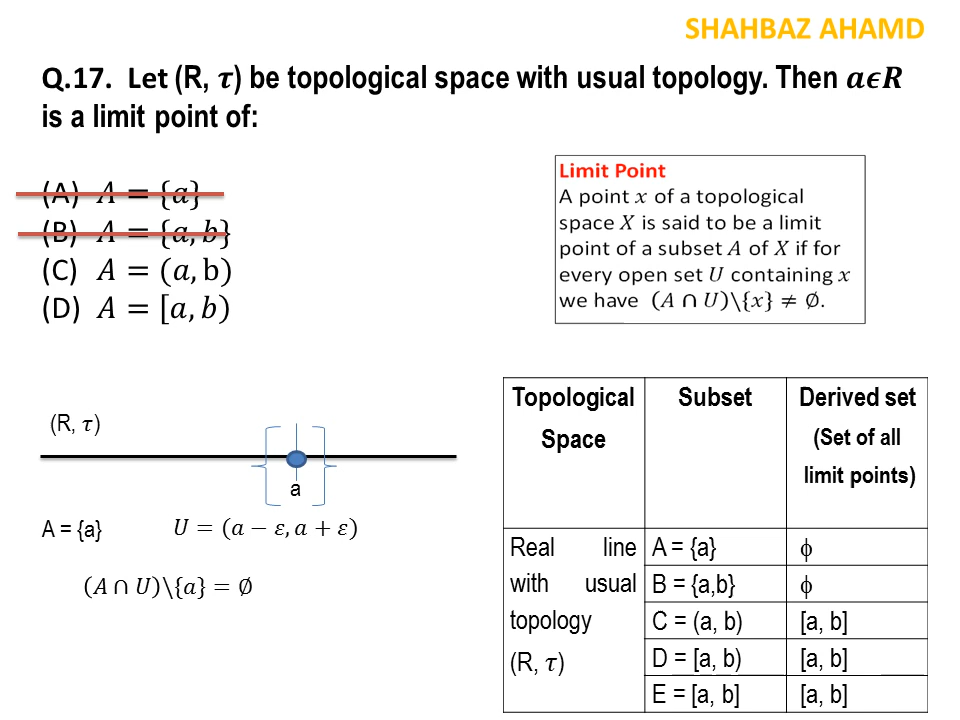 SHAHBAZ AHAMD
Q.17. Let (R, 𝝉) be topological space with usual topology. Then 𝒂𝝐𝑹
is a limit point of:
(A) 𝐴 = {𝑎}
(B) 𝐴 = {𝑎, 𝑏}
(C) 𝐴 = (𝑎, b)
(D) 𝐴 = [𝑎, 𝑏)
Limit Point
A point 𝑥 of a topological
space 𝑋 is said to be a limit
point of a subset 𝐴 of 𝑋 if for
every open set 𝑈 containing 𝑥
we have (𝐴 ∩ 𝑈)\{𝑥} ≠ ∅.
(R, 𝜏)
a
A = {a} 𝑈 = (𝑎 − 𝜀, 𝑎 + 𝜀)
(𝐴 ∩ 𝑈)\{𝑎} = ∅
Topological Space Subset Derived set
(Set of all
limit points)
Real line with usual topology (R, 𝝉)
A = {a} ϕ
B = {a,b} ϕ
C = (a, b) [a, b]
D = [a, b) [a, b]
E = [a, b] [a, b]